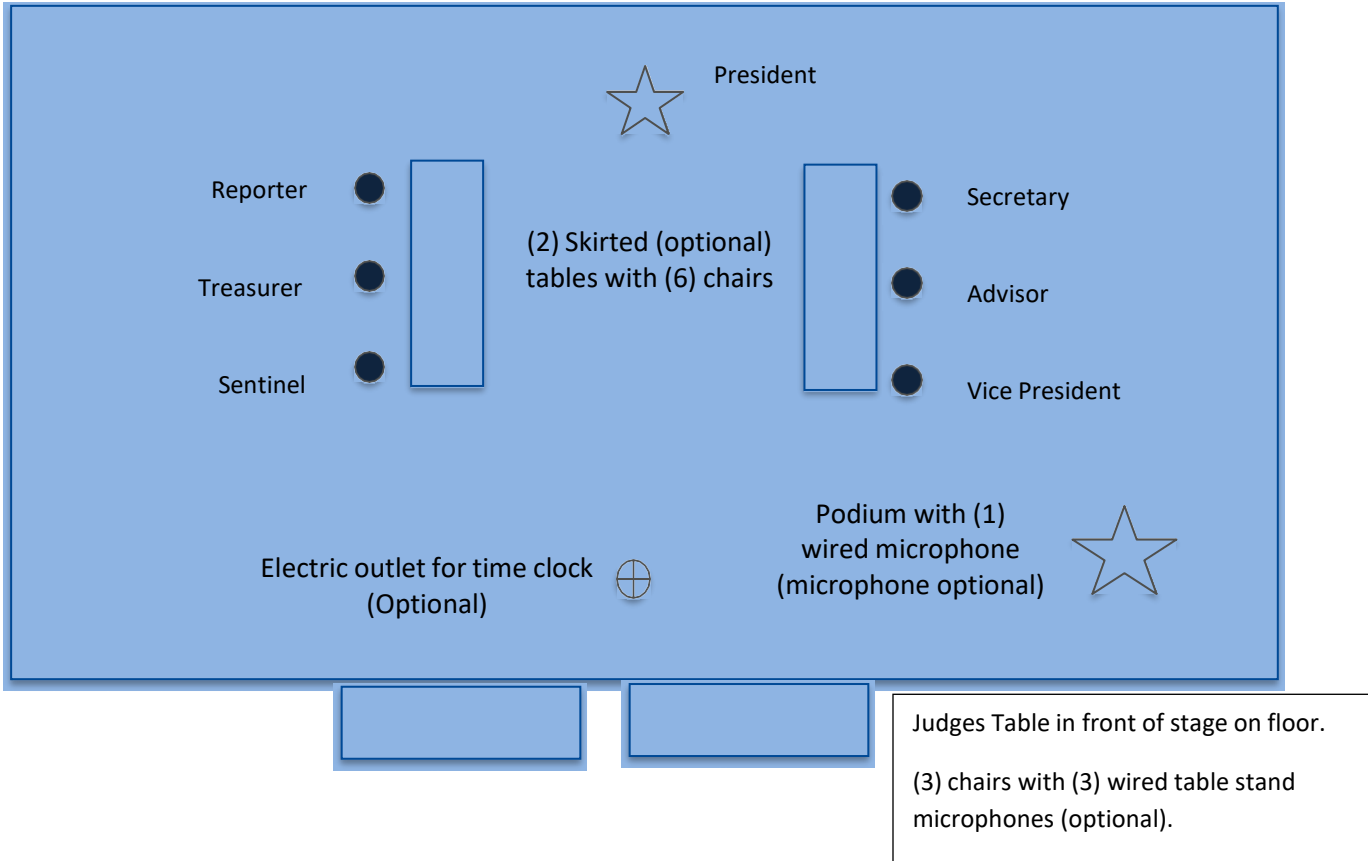 President
Reporter
Secretary
(2) Skirted (optional)
tables with (6) chairs
Treasurer
Advisor
Sentinel
Vice President
Podium with (1)
wired microphone
(microphone optional)
Electric outlet for time clock
(Optional)
Judges Table in front of stage on floor.
(3) chairs with (3) wired table stand
microphones (optional).